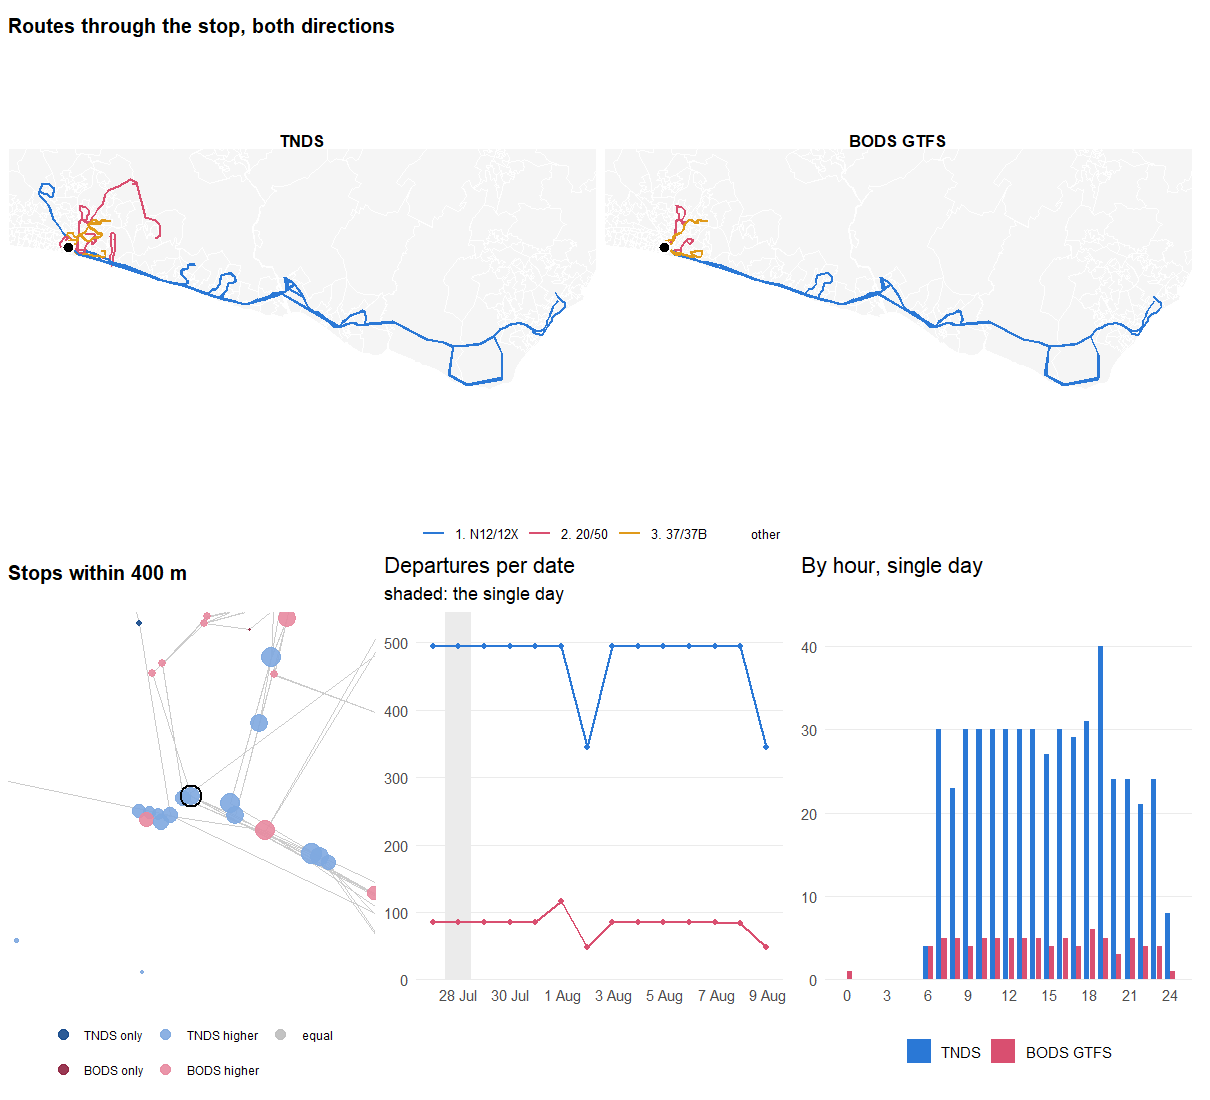 Routes through the stop, both directions
TNDS
BODS GTFS
1. N12/12X
2. 20/50
3. 37/37B
other
Stops within 400 m
TNDS only
TNDS higher
equal
BODS only
BODS higher
Departures per date
shaded: the single day
500
400
300
200
100
0
28 Jul
30 Jul
1 Aug
3 Aug
5 Aug
7 Aug
9 Aug
By hour, single day
40
30
20
10
0
0
3
6
9
12
15
18
21
24
TNDS
BODS GTFS